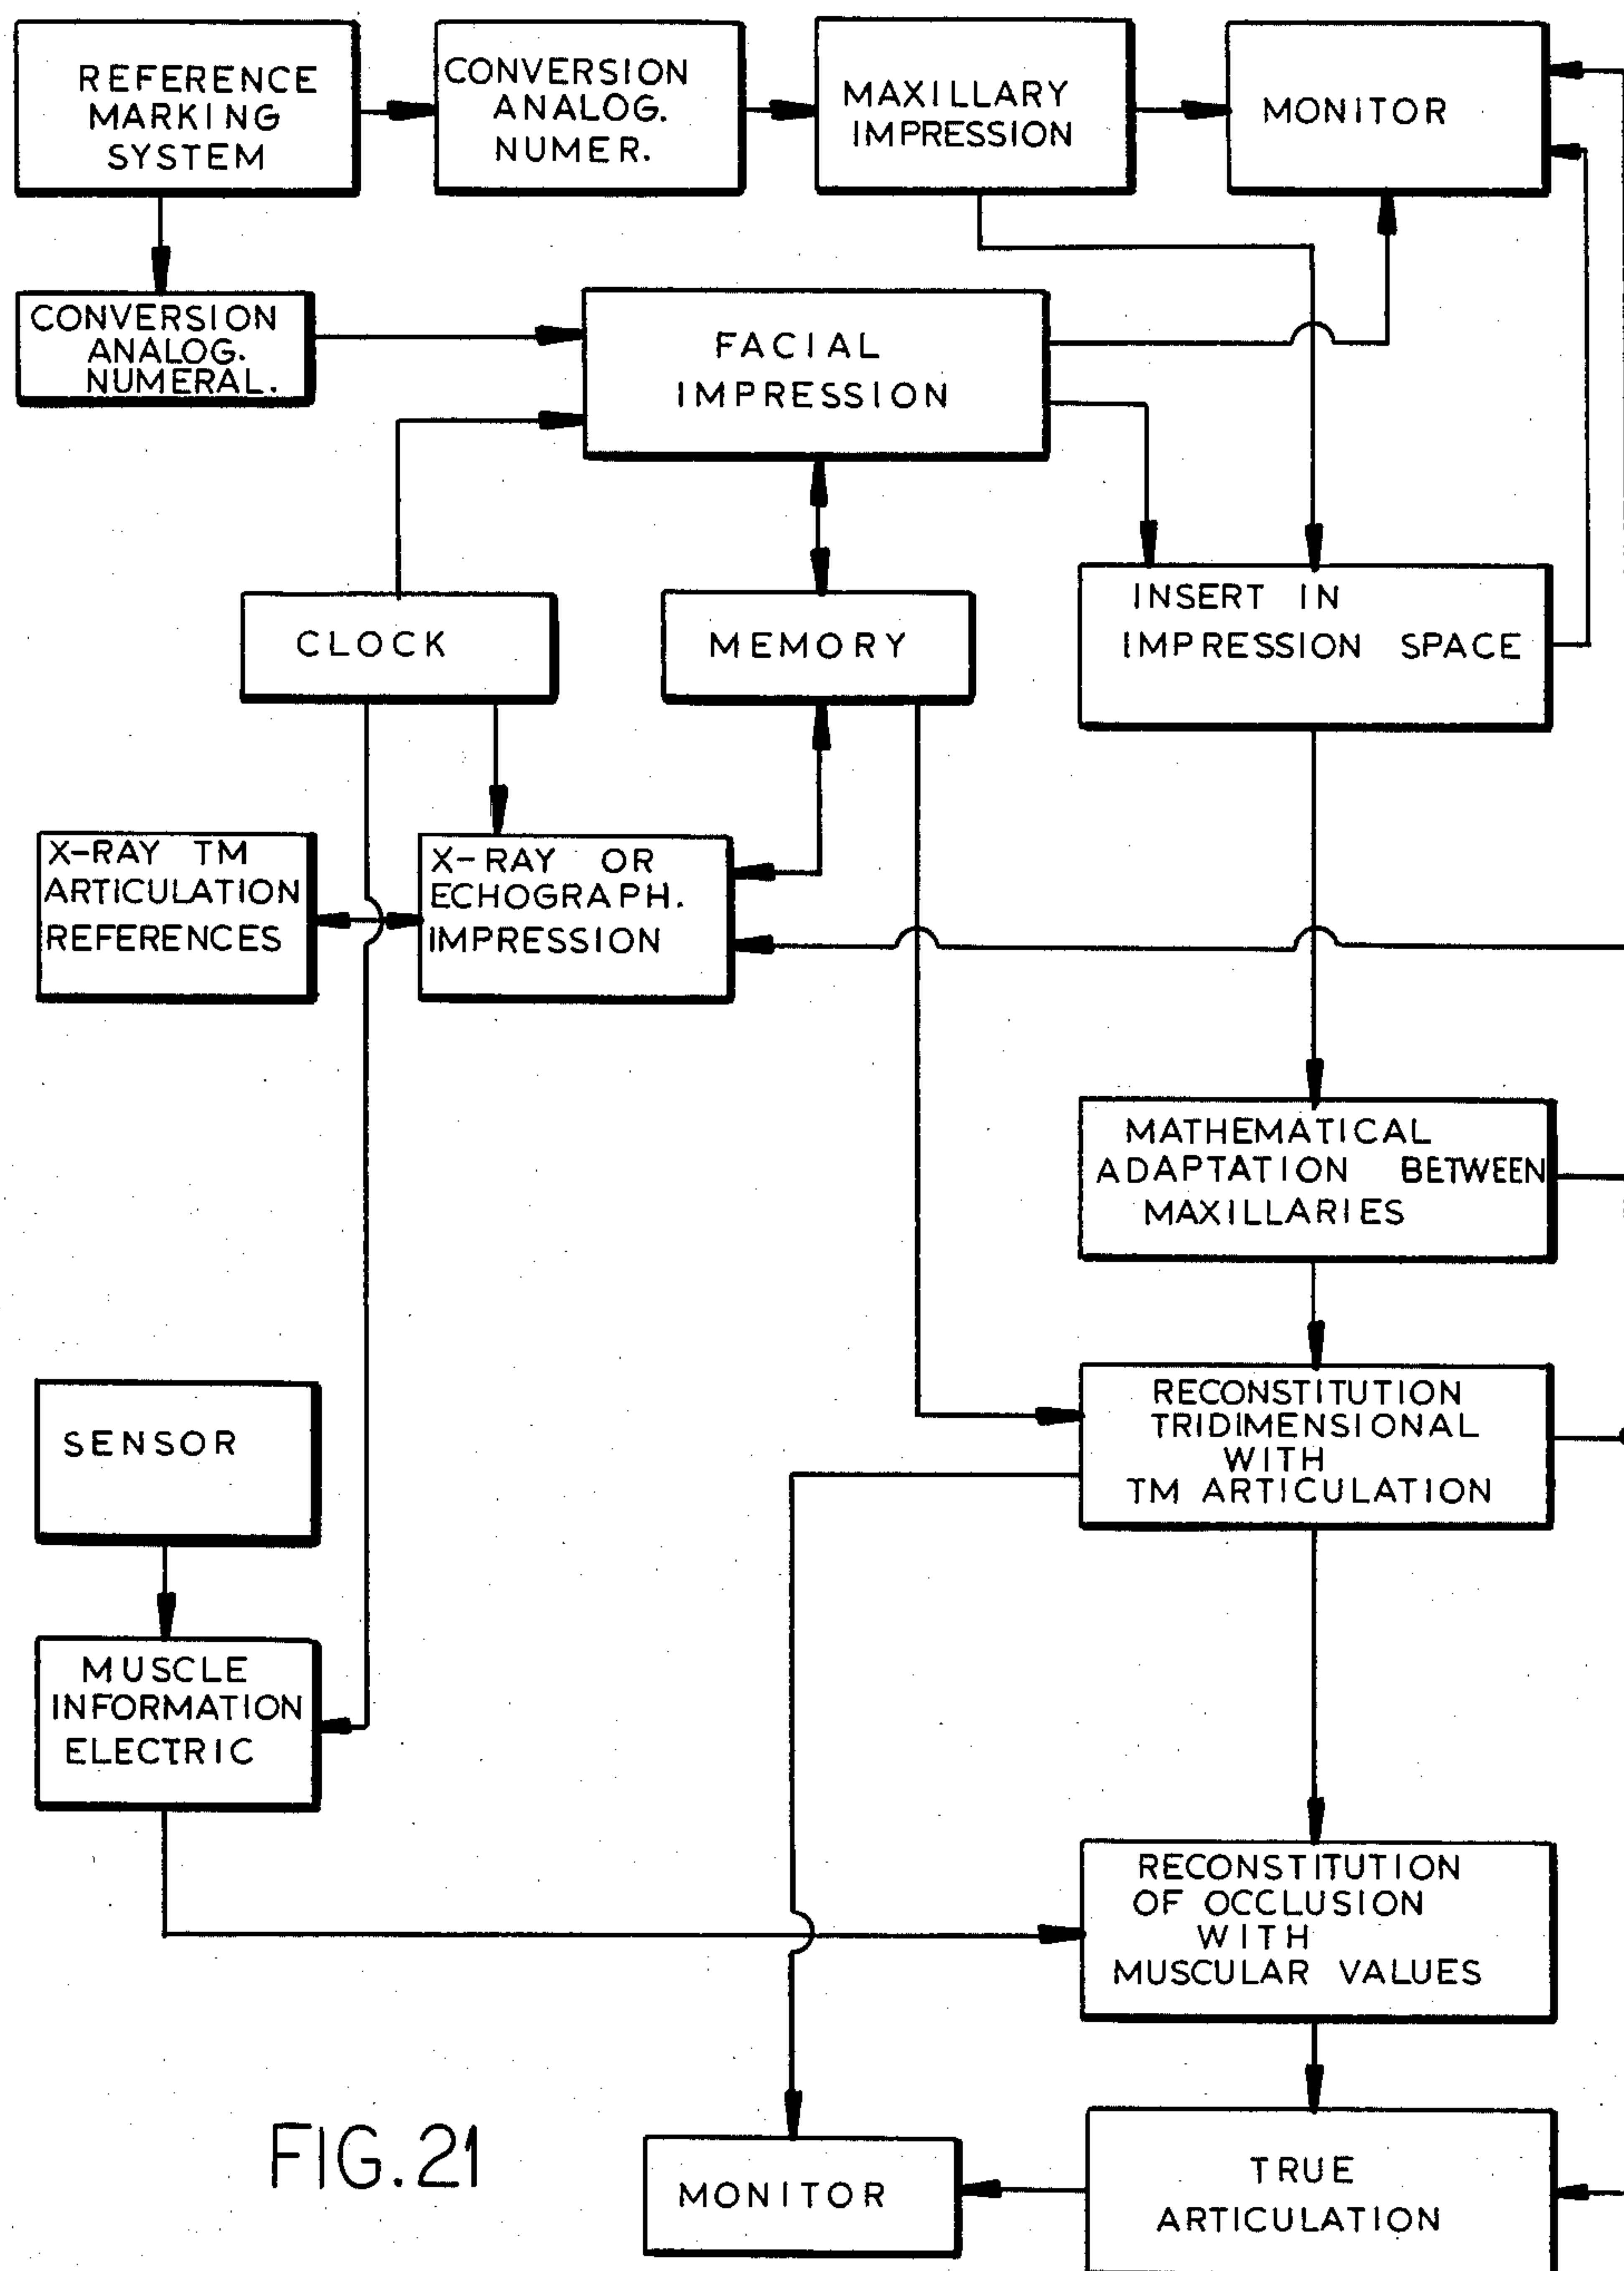 REFERENCE
MARKING
SYSTEM
CONVERSION
ANALOG.
NUMER.
MAXILLARY
IMPRESSION
MONITOR
CONVERSION
ANALOG.
NUMERAL.
FACIAL
IMPRESSION
CLOCK
MEMORY
INSERT IN
IMPRESSION SPACE
X-RAY TM
ARTICULATION
REFERENCES
X-RAY OR
ECHOGRAPH.
IMPRESSION
MATHEMATICAL
ADAPTATION BETWEEN
MAXILLARIES
SENSOR
RECONSTITUTION
TRIDIMENSIONAL
WITH
TM ARTICULATION
MUSCLE
INFORMATION
ELECTRIC
RECONSTITUTION
OF OCCLUSION
WITH
MUSCULAR VALUES
FIG.21
MONITOR
TRUE
ARTICULATION